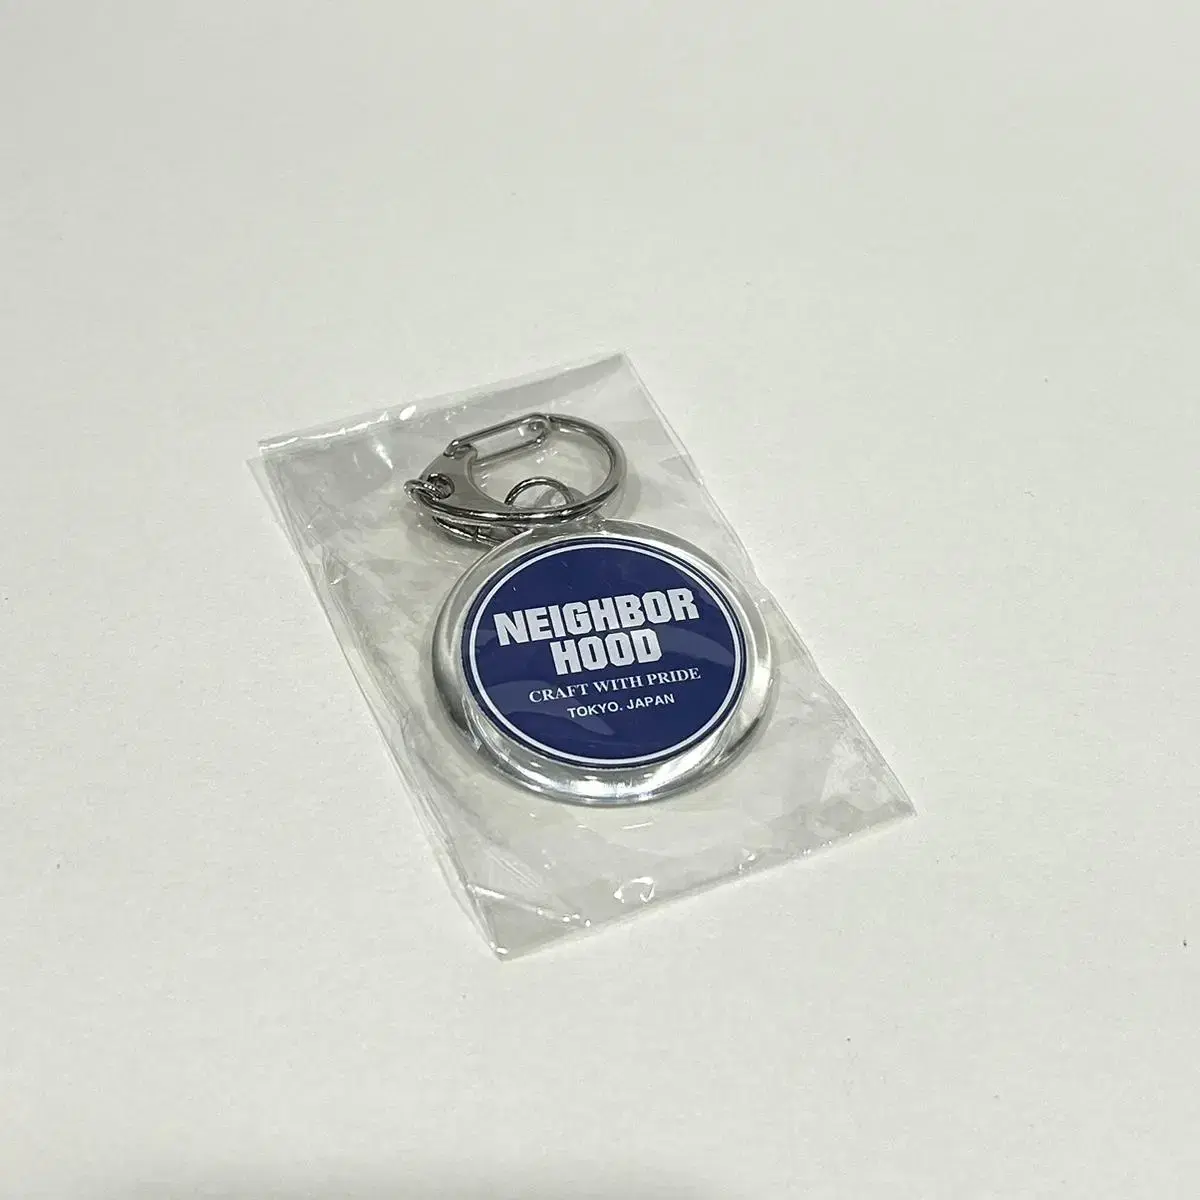 NEIGHBOR
HOOD
CRAFT WITH PRIDE
TOKYO. JAPAN